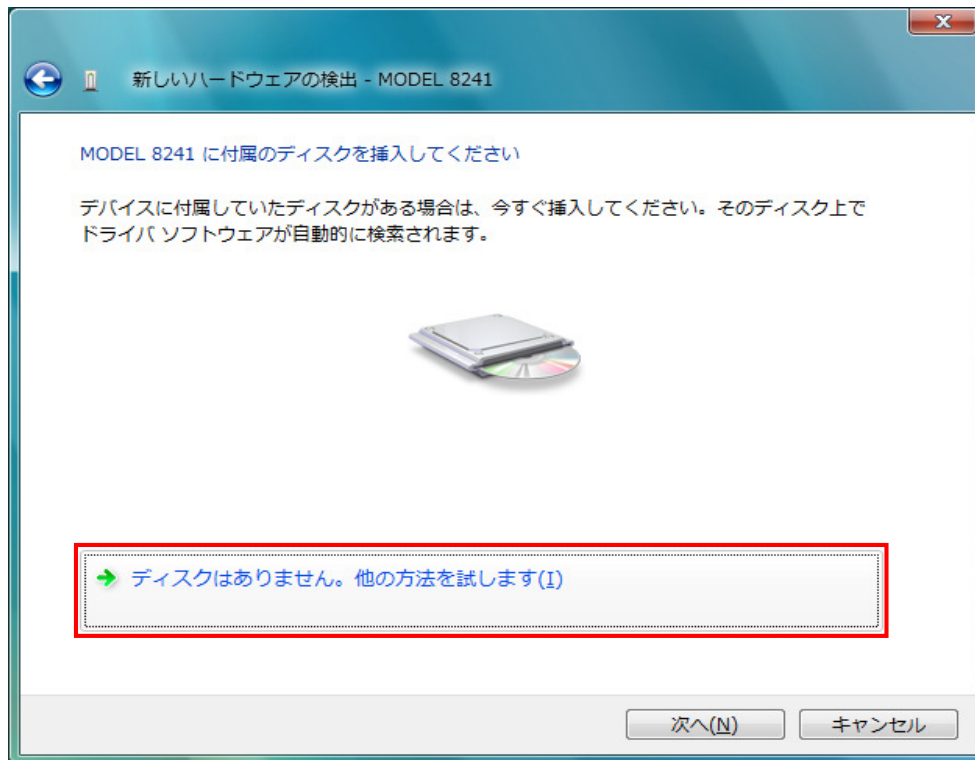 新しいハードウェアの検出 - MODEL 8241
MODEL 8241 に付属のディスクを挿入してください
デバイスに付属していたディスクがある場合は、今すぐ挿入してください。そのディスク上で
ドライバ ソフトウェアが自動的に検索されます。
ディスクはありません。他の方法を試します(I)
次へ(N) キャンセル